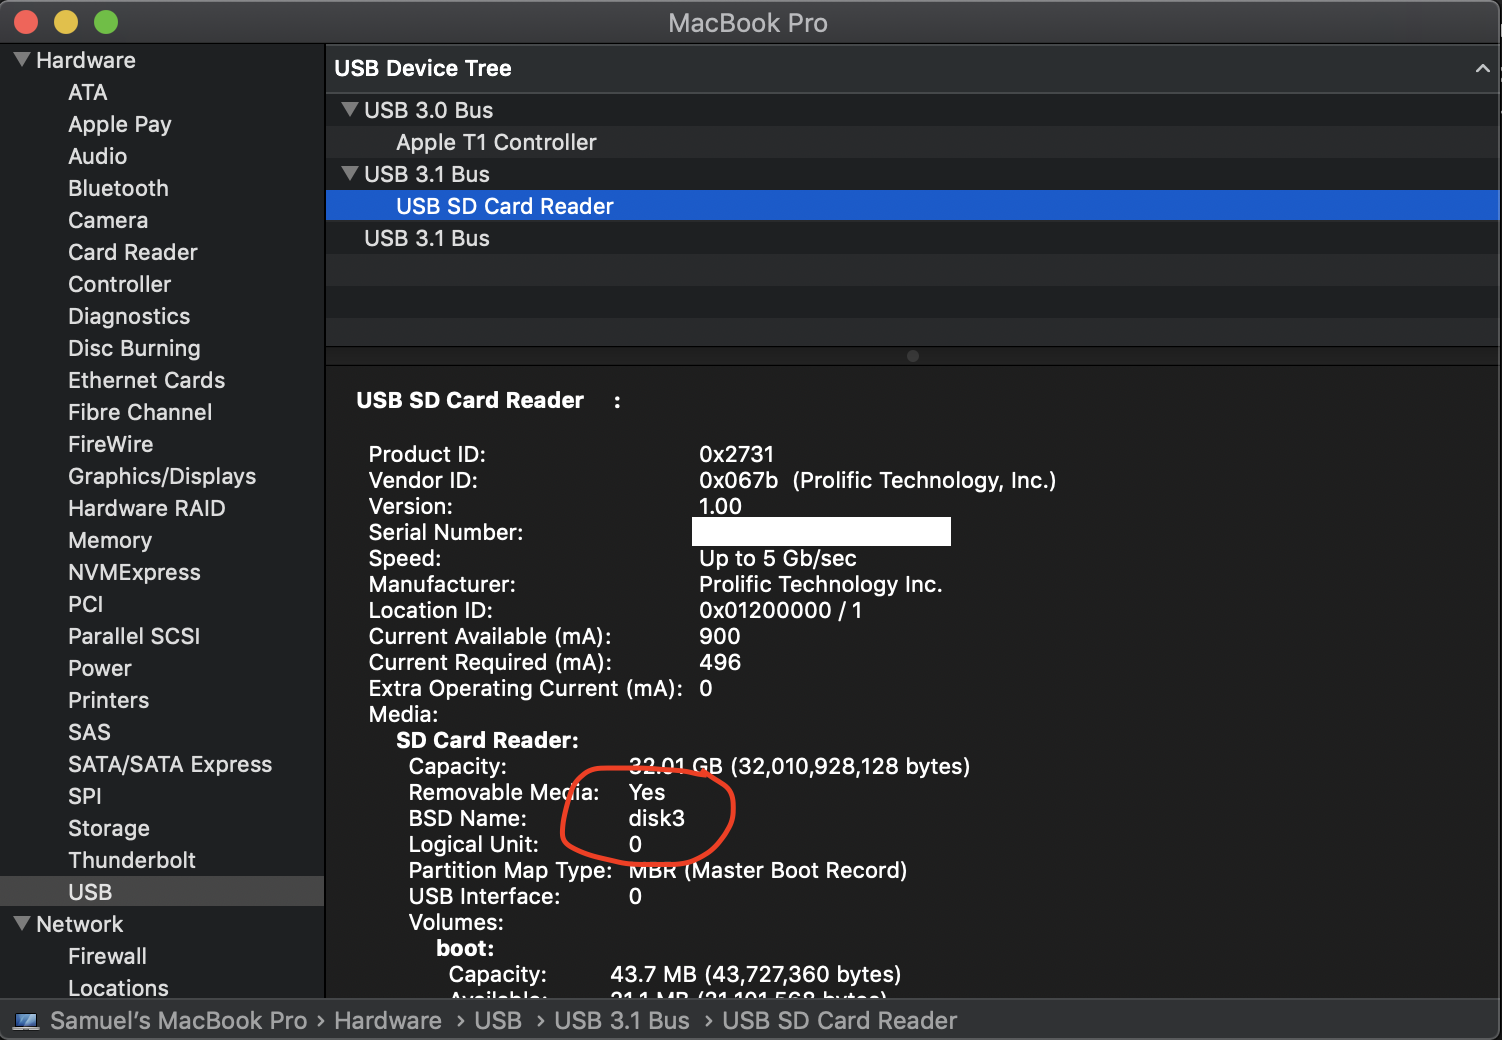 MacBook Pro
Hardware
ATA
Apple Pay
Audio
Bluetooth
Camera
Card Reader
Controller
Diagnostics
Disc Burning
Ethernet Cards
Fibre Channel
FireWire
Graphics/Displays
Hardware RAID
Memory
NVMExpress
PCI
Parallel SCSI
Power
Printers
SAS
SATA/SATA Express
SPI
Storage
Thunderbolt
USB
Network
Firewall
Locations
USB Device Tree
USB 3.0 Bus
Apple T1 Controller
USB 3.1 Bus
USB SD Card Reader
USB 3.1 Bus
USB SD Card Reader :
Product ID: 0x2731
Vendor ID: 0x067b (Prolific Technology, Inc.)
Version: 1.00
Serial Number:
Speed: Up to 5 Gb/sec
Manufacturer: Prolific Technology Inc.
Location ID: 0x01200000 / 1
Current Available (mA): 900
Current Required (mA): 496
Extra Operating Current (mA): 0
Media:
SD Card Reader:
Capacity: 32.01 GB (32,010,928,128 bytes)
Removable Media: Yes
BSD Name: disk3
Logical Unit: 0
Partition Map Type: MBR (Master Boot Record)
USB Interface: 0
Volumes:
boot:
Capacity: 43.7 MB (43,727,360 bytes)
Available: 21.1 MB (21,101,568 bytes)
Samuel's MacBook Pro › Hardware › USB › USB 3.1 Bus › USB SD Card Reader